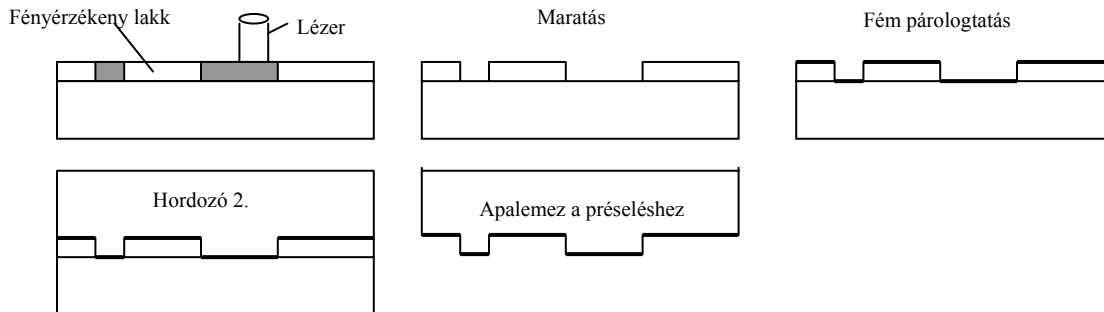 Fényérzékeny lakk
Lézer
Maratás
Fém párologtatás
Hordozó 2.
Apalemez a préseléshez